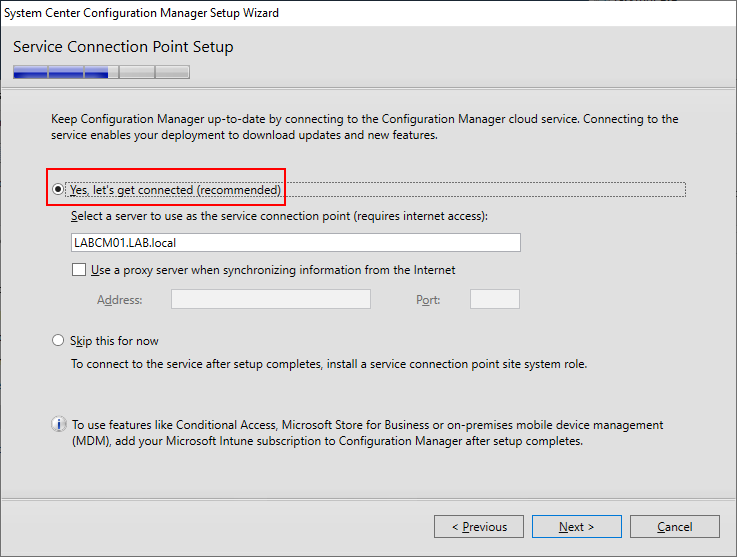 System Center Configuration Manager Setup Wizard
Service Connection Point Setup
Keep Configuration Manager up-to-date by connecting to the Configuration Manager cloud service. Connecting to the
service enables your deployment to download updates and new features.
Yes, let's get connected (recommended)
Select a server to use as the service connection point (requires internet access):
LABCM01.LAB.local
Use a proxy server when synchronizing information from the Internet
Address:
Port:
Skip this for now
To connect to the service after setup completes, install a service connection point site system role.
To use features like Conditional Access, Microsoft Store for Business or on-premises mobile device management
(MDM), add your Microsoft Intune subscription to Configuration Manager after setup completes.
< Previous
Next >
Cancel